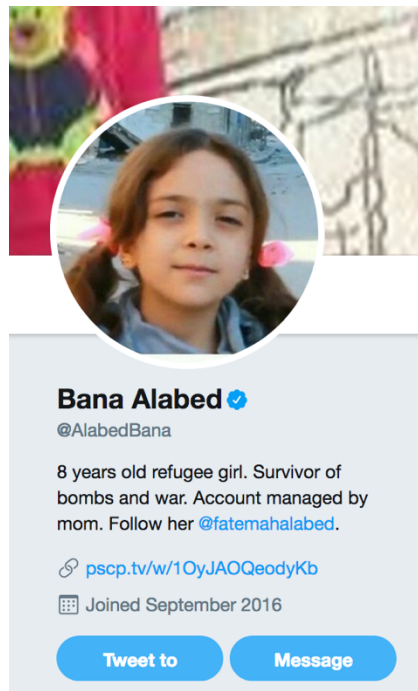 Bana Alabed
@AlabedBana
8 years old refugee girl. Survivor of
bombs and war. Account managed by
mom. Follow her @fatemahalabed.
pscp.tv/w/1OyJAOQeodyKb
Joined September 2016
Tweet to
Message